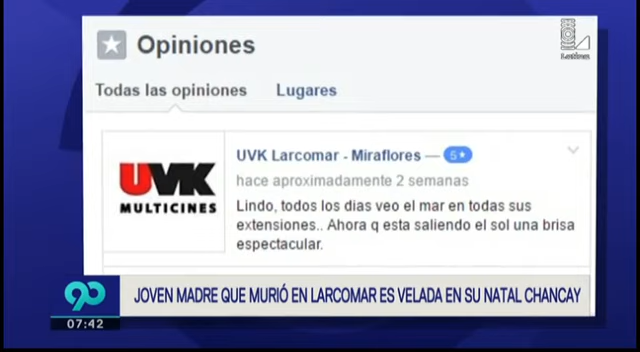 Opiniones
Latina
Todas las opiniones Lugares
UVK MULTICINES
UVK Larcomar - Miraflores — 5★
hace aproximadamente 2 semanas
Lindo, todos los dias veo el mar en todas sus
extensiones.. Ahora q esta saliendo el sol una brisa
espectacular.
90
JOVEN MADRE QUE MURIÓ EN LARCOMAR ES VELADA EN SU NATAL CHANCAY
07:42